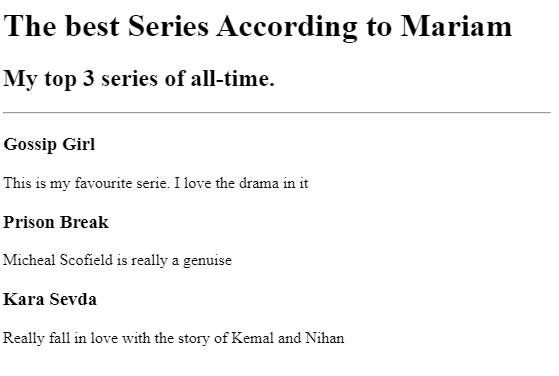 The best Series According to Mariam
My top 3 series of all-time.
Gossip Girl
This is my favourite serie. I love the drama in it
Prison Break
Micheal Scofield is really a genuise
Kara Sevda
Really fall in love with the story of Kemal and Nihan